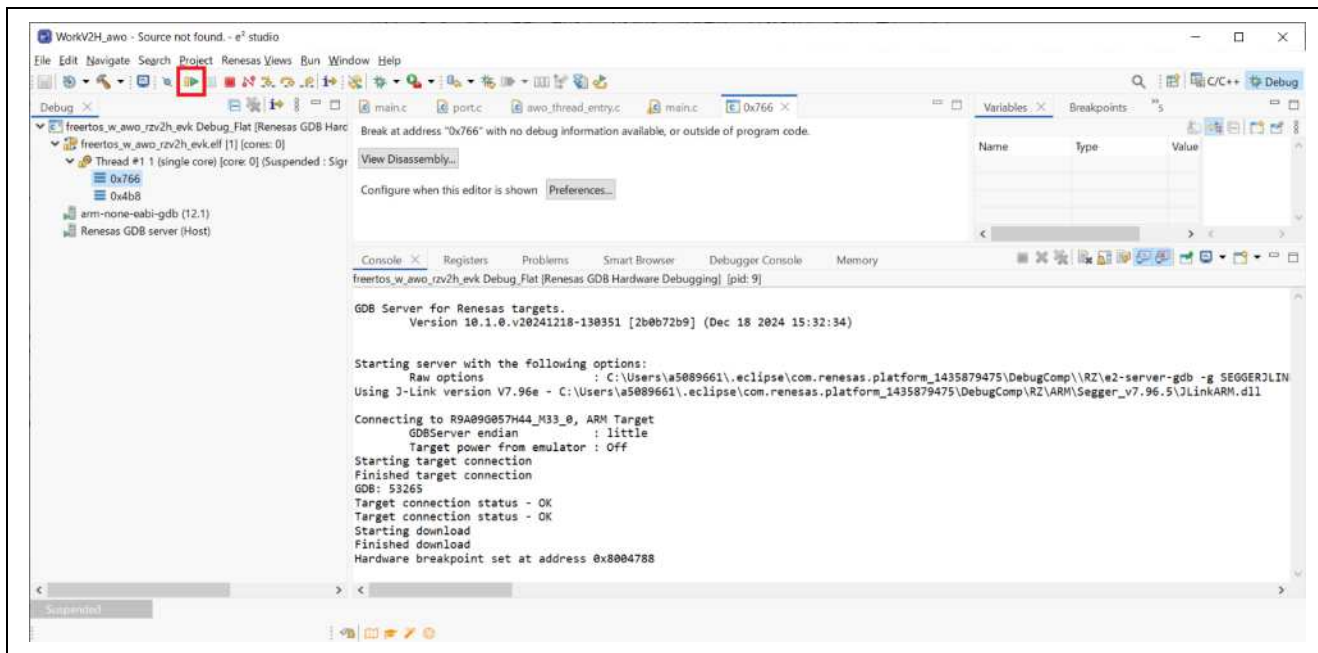 WorkV2H_awo - Source not found. - e² studio
File Edit Navigate Search Project Renesas Views Run Window Help
C/C++ Debug
Debug
main.c port.c awo_thread_entry.c main.c 0x766
Variables Breakpoints "s
freertos_w_awo_rzv2h_evk Debug_Flat [Renesas GDB Hard
freertos_w_awo_rzv2h_evk.elf [1] [cores: 0]
Thread #1 1 (single core) [core: 0] (Suspended : Sigr
0x766
0x4b8
arm-none-eabi-gdb (12.1)
Renesas GDB server (Host)
Break at address "0x766" with no debug information available, or outside of program code.
View Disassembly...
Configure when this editor is shown Preferences...
Name Type Value
Console Registers Problems Smart Browser Debugger Console Memory
freertos_w_awo_rzv2h_evk Debug_Flat [Renesas GDB Hardware Debugging] [pid: 9]
GDB Server for Renesas targets.
Version 10.1.0.v20241218-130351 [2b0b72b9] (Dec 18 2024 15:32:34)
Starting server with the following options:
Raw options : C:\Users\a5089661\.eclipse\com.renesas.platform_1435879475\DebugComp\\RZ\e2-server-gdb -g SEGGERJLIN
Using J-Link version V7.96e - C:\Users\a5089661\.eclipse\com.renesas.platform_1435879475\DebugComp\RZ\ARM\Segger_v7.96.5\JLinkARM.dll
Connecting to R9A09G057H44_M33_0, ARM Target
GDBServer endian : little
Target power from emulator : Off
Starting target connection
Finished target connection
GDB: 53265
Target connection status - OK
Target connection status - OK
Starting download
Finished download
Hardware breakpoint set at address 0x8004788
Suspended